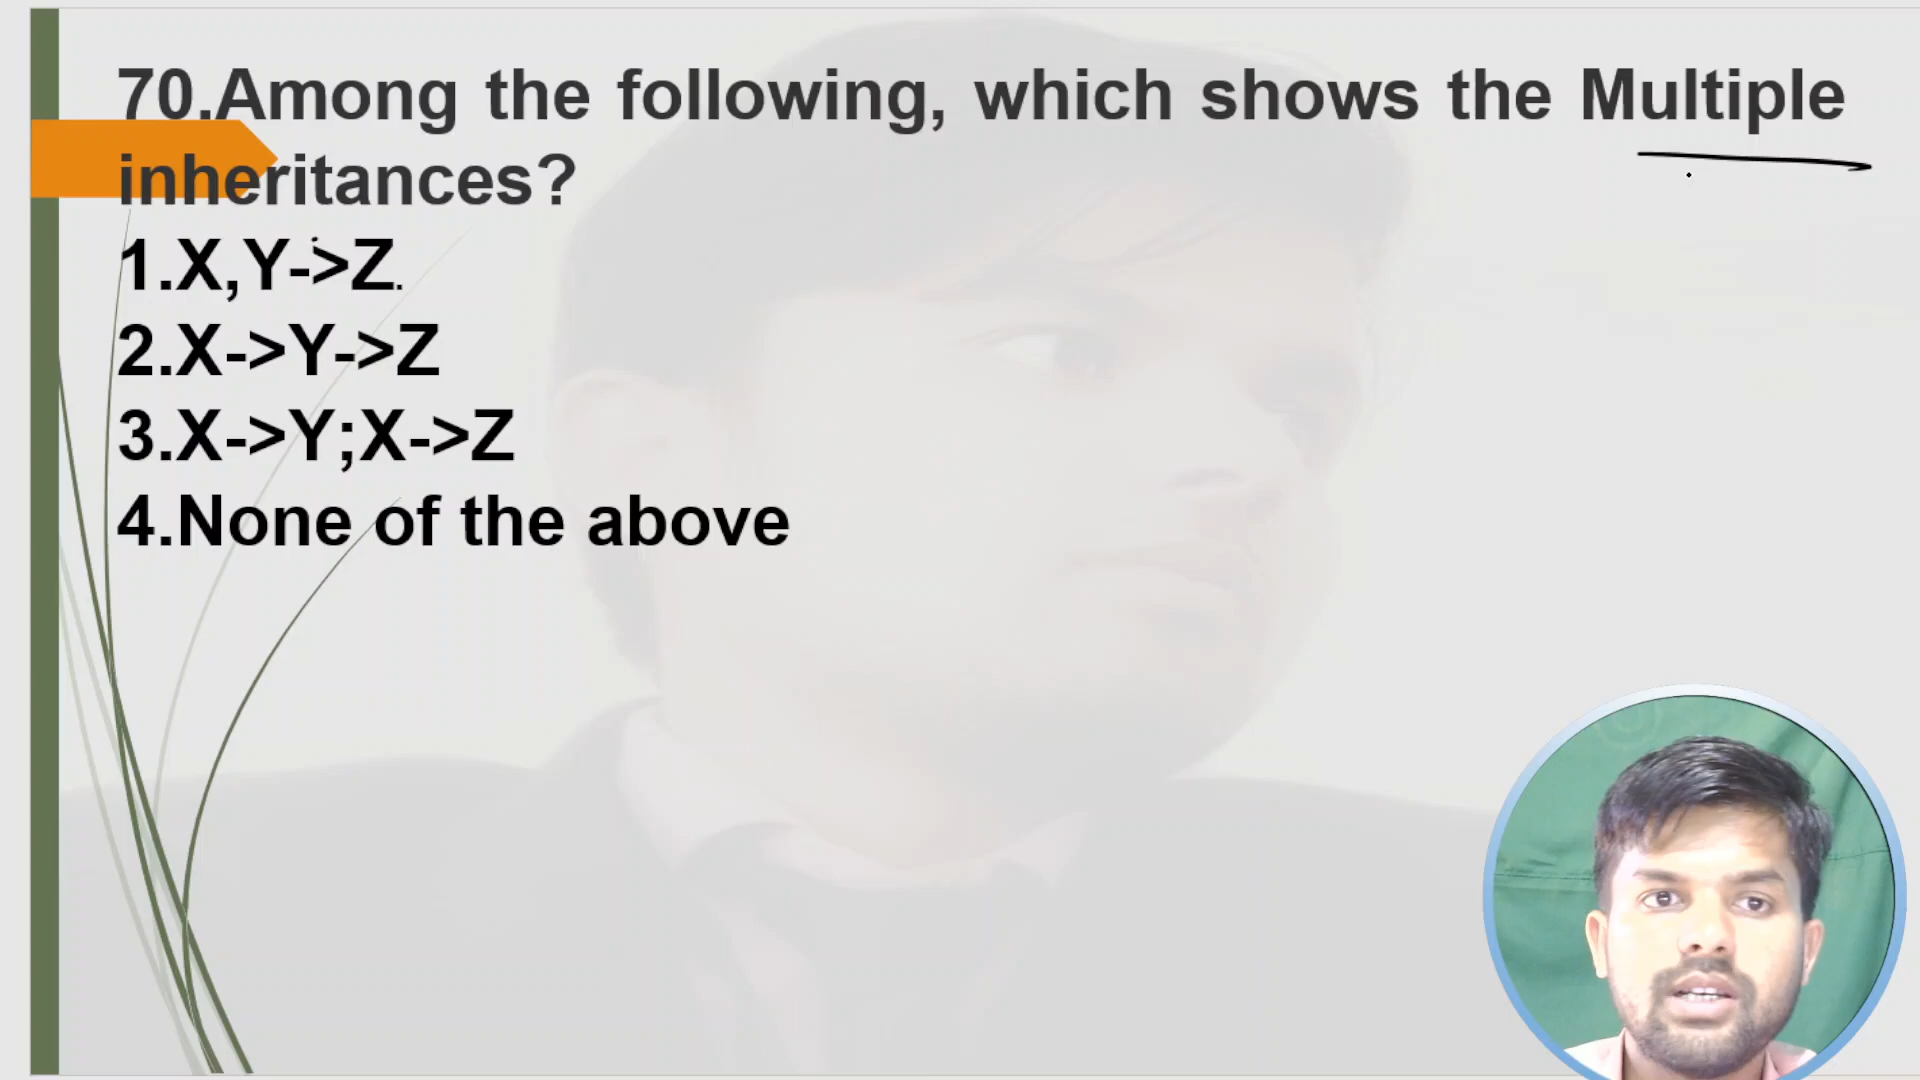 70.Among the following, which shows the Multiple
inheritances?
1.X,Y->Z.
2.X->Y->Z
3.X->Y;X->Z
4.None of the above